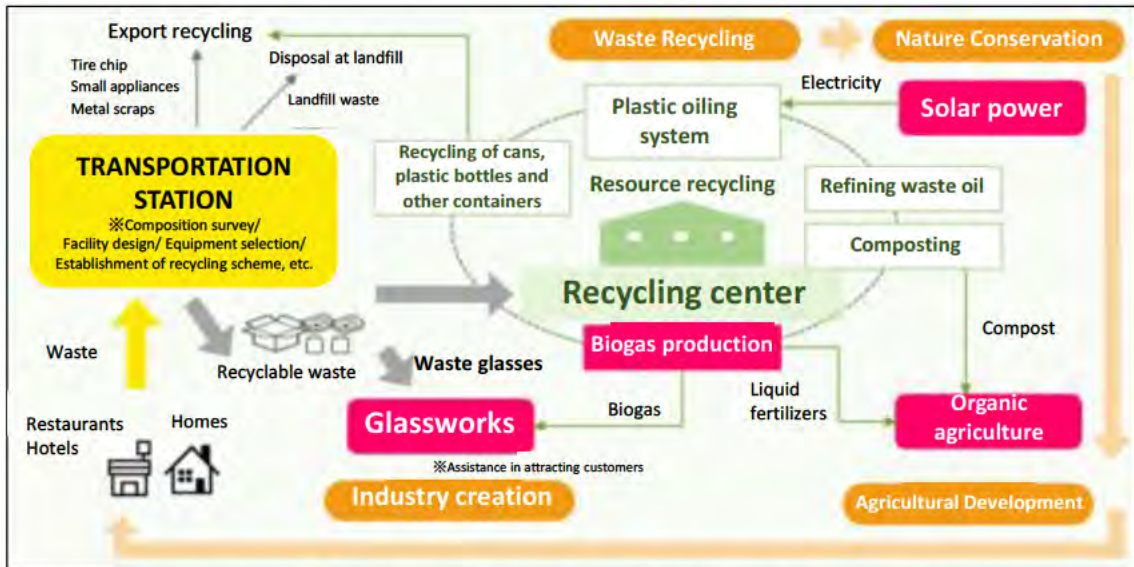 Export recycling
Tire chip
Small appliances
Metal scraps
Disposal at landfill
Landfill waste
Waste Recycling
Nature Conservation
Electricity
Solar power
Plastic oiling
system
Recycling of cans,
plastic bottles and
other containers
Resource recycling
Refining waste oil
Composting
TRANSPORTATION
STATION
※Composition survey/
Facility design/ Equipment selection/
Establishment of recycling scheme, etc.
Recycling center
Biogas production
Compost
Waste
Recyclable waste
Waste glasses
Glassworks
Biogas
Liquid
fertilizers
Organic
agriculture
Restaurants
Hotels
Homes
※Assistance in attracting customers
Industry creation
Agricultural Development